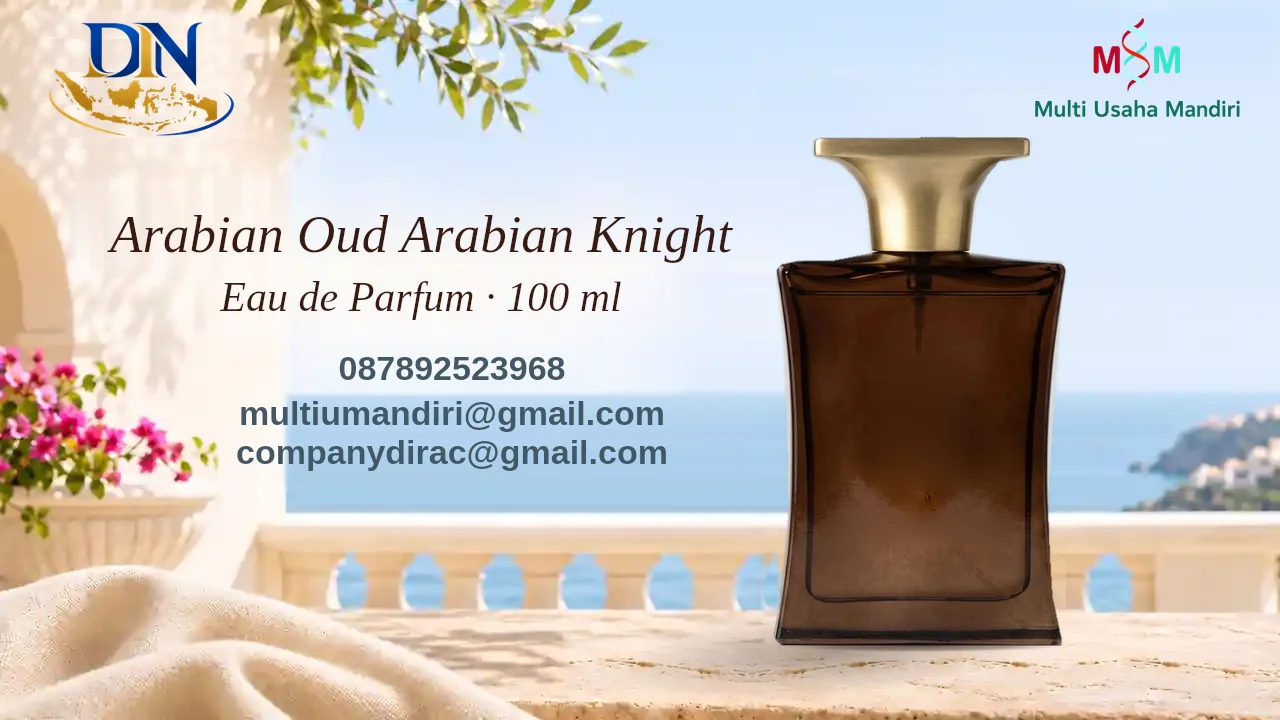 DIN
MSM
Multi Usaha Mandiri
Arabian Oud Arabian Knight
Eau de Parfum · 100 ml
087892523968
multiumandiri@gmail.com
companydirac@gmail.com